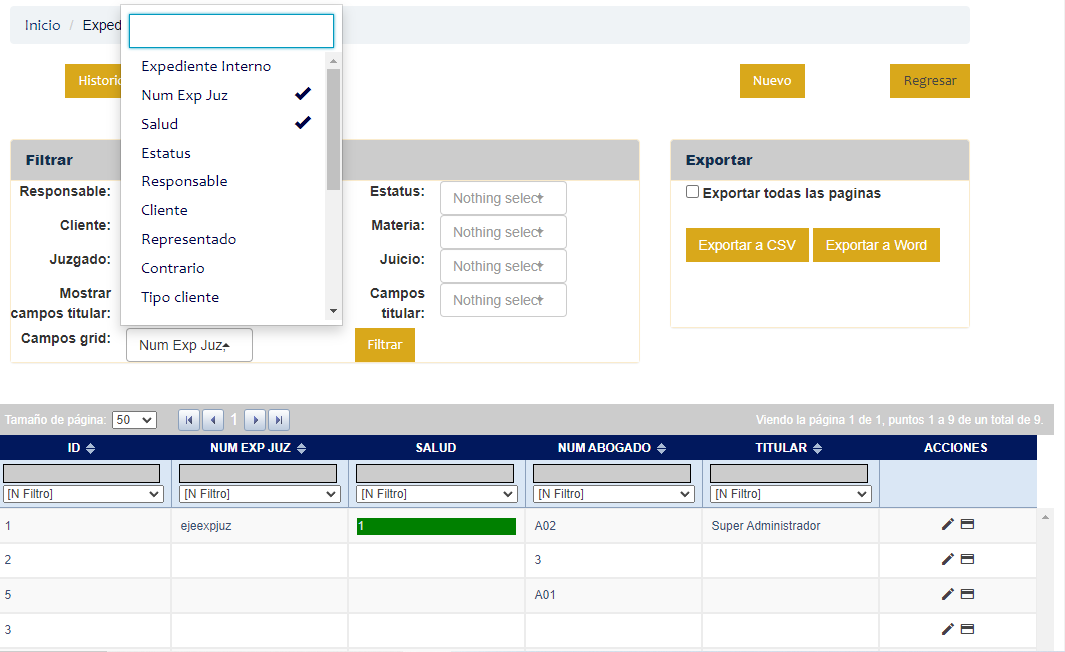 Inicio / Exped
Expediente Interno
Num Exp Juz
Salud
Estatus
Responsable
Cliente
Representado
Contrario
Tipo cliente
Historic
Nuevo
Regresar
Filtrar
Responsable:
Cliente:
Juzgado:
Mostrar
campos titular:
Campos grid:
Num Exp Juz,
Estatus:
Nothing select
Materia:
Nothing select
Juicio:
Nothing select
Campos
titular:
Nothing select
Filtrar
Exportar
Exportar todas las paginas
Exportar a CSV
Exportar a Word
Tamaño de página: 50 1 Viendo la página 1 de 1, puntos 1 a 9 de un total de 9.
ID NUM EXP JUZ SALUD NUM ABOGADO TITULAR ACCIONES
[N Filtro] [N Filtro] [N Filtro] [N Filtro] [N Filtro]
1 ejeexpjuz 1 A02 Super Administrador
2 3
5 A01
3